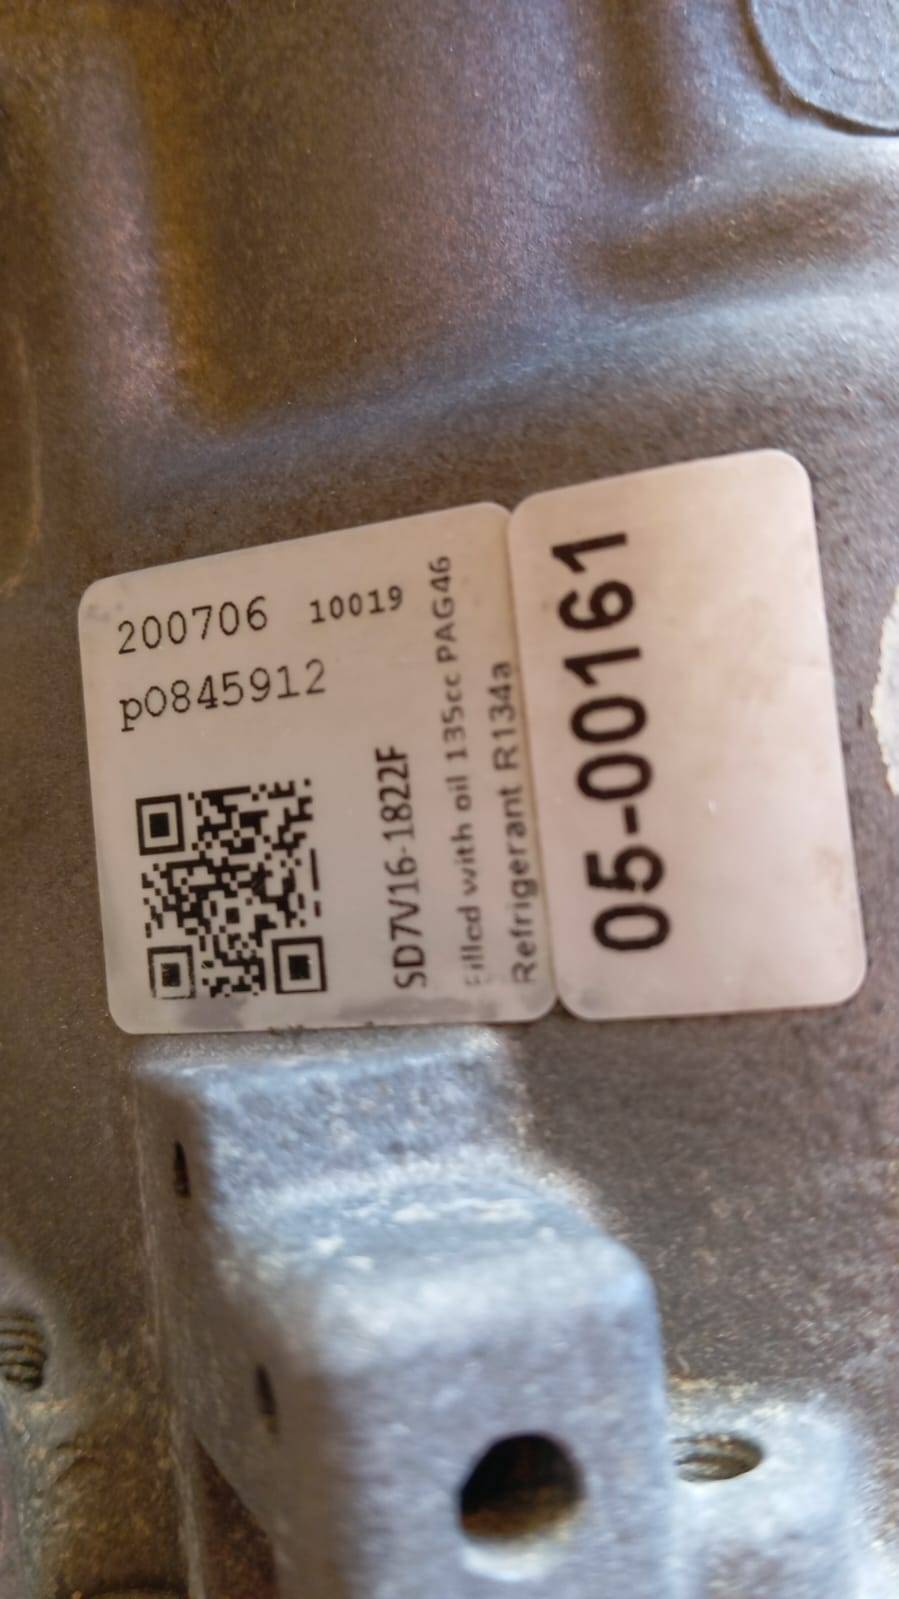 200706 10019
p0845912
SD7V16-1822F
Filled with oil 135cc PAG46
Refrigerant R134a
05-00161